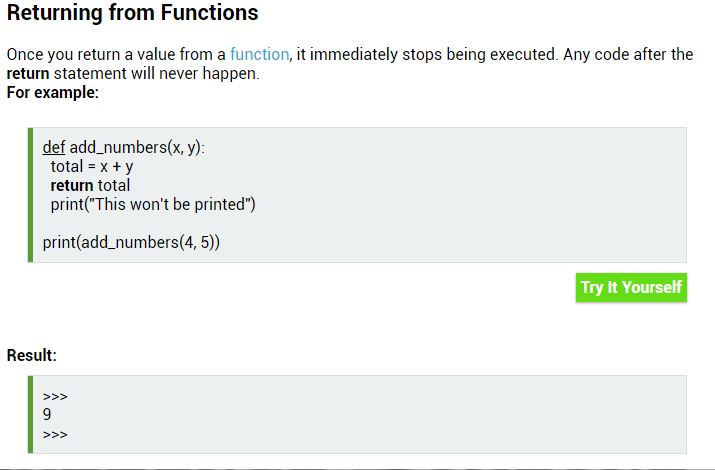 Returning from Functions
Once you return a value from a function, it immediately stops being executed. Any code after the
return statement will never happen.
For example:
def add_numbers(x, y):
total = x + y
return total
print("This won't be printed")
print(add_numbers(4, 5))
Try It Yourself
Result:
>>>
9
>>>